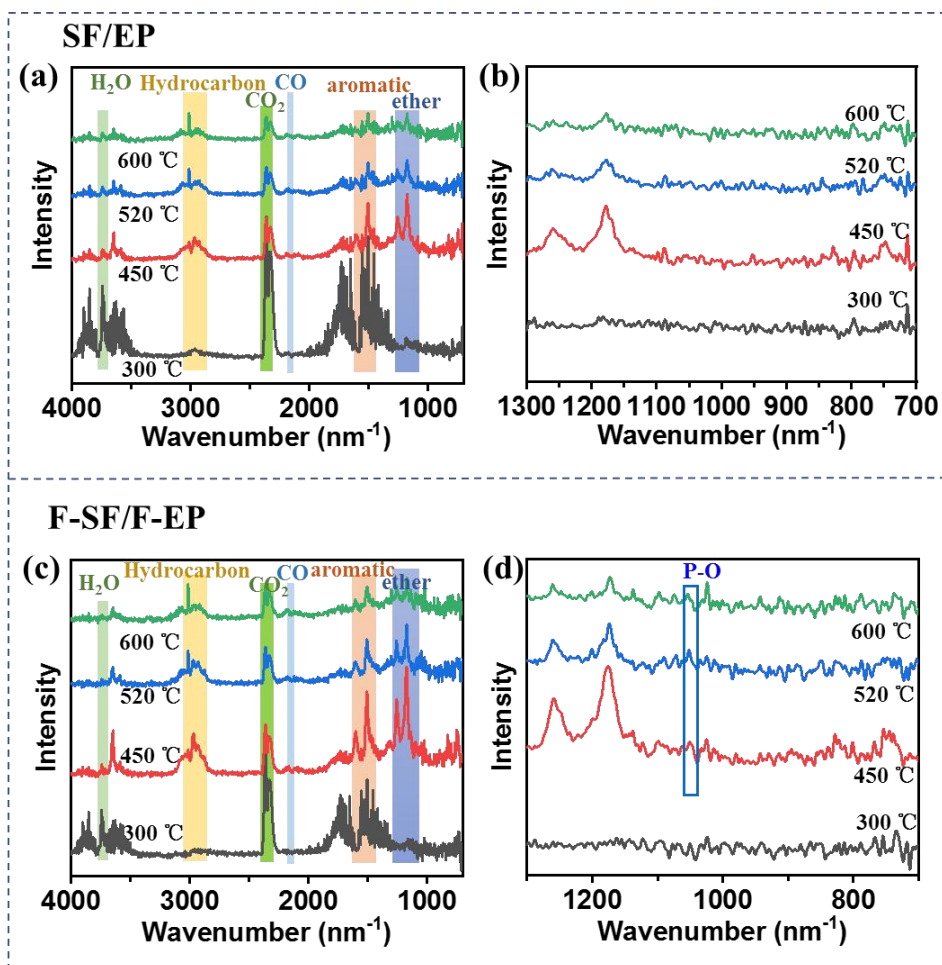 SF/EP
(a)
H₂O
Hydrocarbon
CO₂
CO
aromatic
ether
600 ℃
520 ℃
450 ℃
300 ℃
Intensity
4000 3000 2000 1000
Wavenumber (nm⁻¹)
(b)
600 ℃
520 ℃
450 ℃
300 ℃
Intensity
1300 1200 1100 1000 900 800 700
Wavenumber (nm⁻¹)
F-SF/F-EP
(c)
H₂O
Hydrocarbon
CO₂
CO
aromatic
ether
600 ℃
520 ℃
450 ℃
300 ℃
Intensity
4000 3000 2000 1000
Wavenumber (nm⁻¹)
(d)
P-O
600 ℃
520 ℃
450 ℃
300 ℃
Intensity
1200 1000 800
Wavenumber (nm⁻¹)